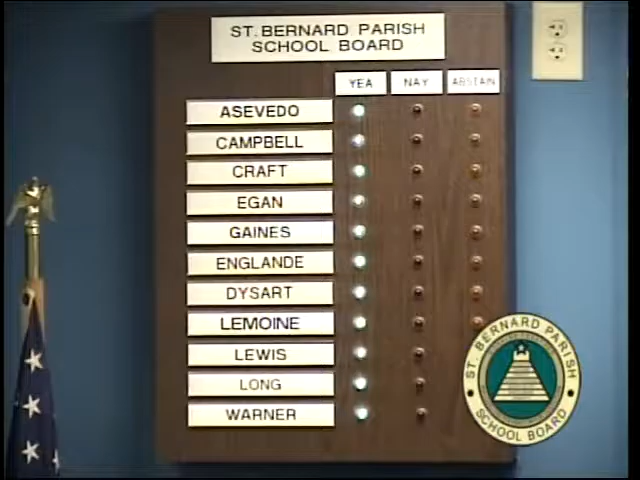 ST. BERNARD PARISH
SCHOOL BOARD
YEA NAY ABSTAIN
ASEVEDO
CAMPBELL
CRAFT
EGAN
GAINES
ENGLANDE
DYSART
LEMOINE
LEWIS
LONG
WARNER
ST. BERNARD PARISH
SCHOOL BOARD